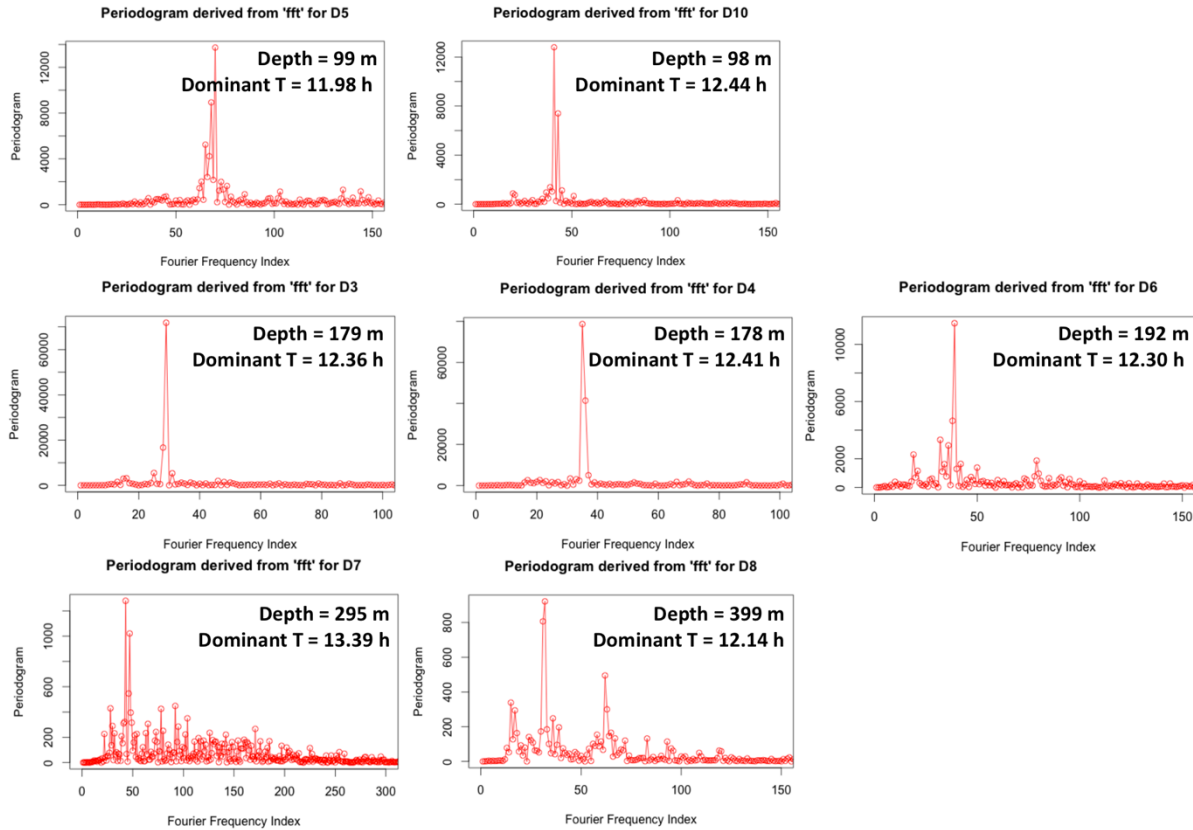 Periodogram derived from 'fft' for D5
Depth = 99 m
Dominant T = 11.98 h
Periodogram
0 4000 8000 12000
0 50 100 150
Fourier Frequency Index
Periodogram derived from 'fft' for D10
Depth = 98 m
Dominant T = 12.44 h
Periodogram
0 4000 8000 12000
0 50 100 150
Fourier Frequency Index
Periodogram derived from 'fft' for D3
Depth = 179 m
Dominant T = 12.36 h
Periodogram
0 20000 40000 60000
0 20 40 60 80 100
Fourier Frequency Index
Periodogram derived from 'fft' for D4
Depth = 178 m
Dominant T = 12.41 h
Periodogram
0 20000 60000
0 20 40 60 80 100
Fourier Frequency Index
Periodogram derived from 'fft' for D6
Depth = 192 m
Dominant T = 12.30 h
Periodogram
0 2000 6000 10000
0 50 100 150
Fourier Frequency Index
Periodogram derived from 'fft' for D7
Depth = 295 m
Dominant T = 13.39 h
Periodogram
0 200 600 1000
0 50 100 150 200 250 300
Fourier Frequency Index
Periodogram derived from 'fft' for D8
Depth = 399 m
Dominant T = 12.14 h
Periodogram
0 200 400 600 800
0 50 100 150
Fourier Frequency Index